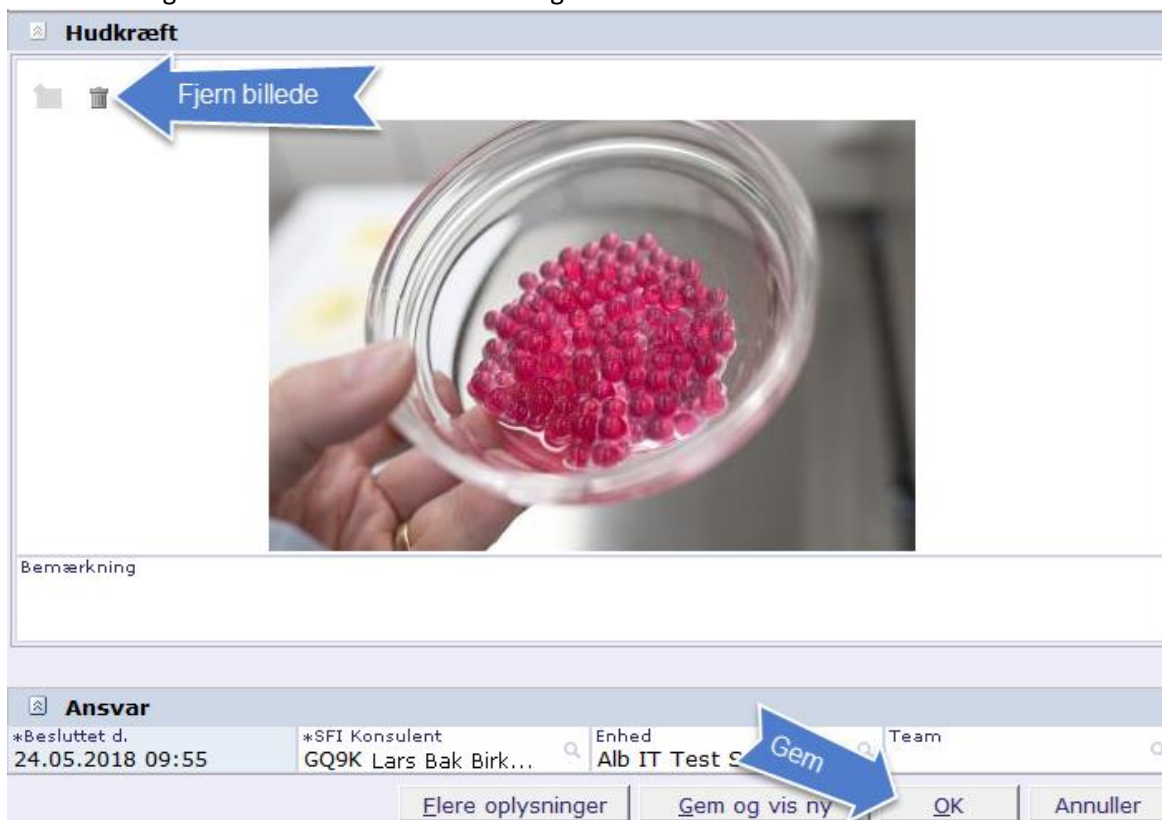 Hudkræft
Fjern billede
Bemærkning
Ansvar
*Besluttet d.
24.05.2018 09:55
*SFI Konsulent
GQ9K Lars Bak Birk...
Enhed
Alb IT Test S
Team
Gem
Flere oplysninger
Gem og vis ny
OK
Annuller